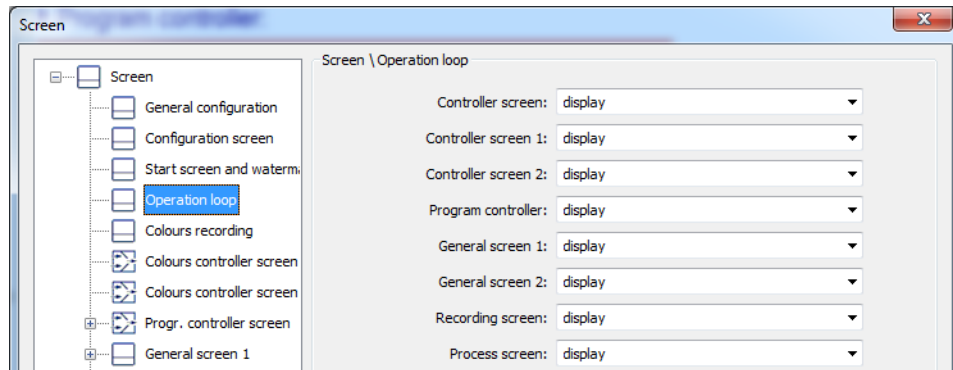 Program controller:
Screen
Screen
General configuration
Configuration screen
Start screen and waterm
Operation loop
Colours recording
Colours controller screen
Colours controller screen
Progr. controller screen
General screen 1
Screen \ Operation loop
Controller screen: display
Controller screen 1: display
Controller screen 2: display
Program controller: display
General screen 1: display
General screen 2: display
Recording screen: display
Process screen: display